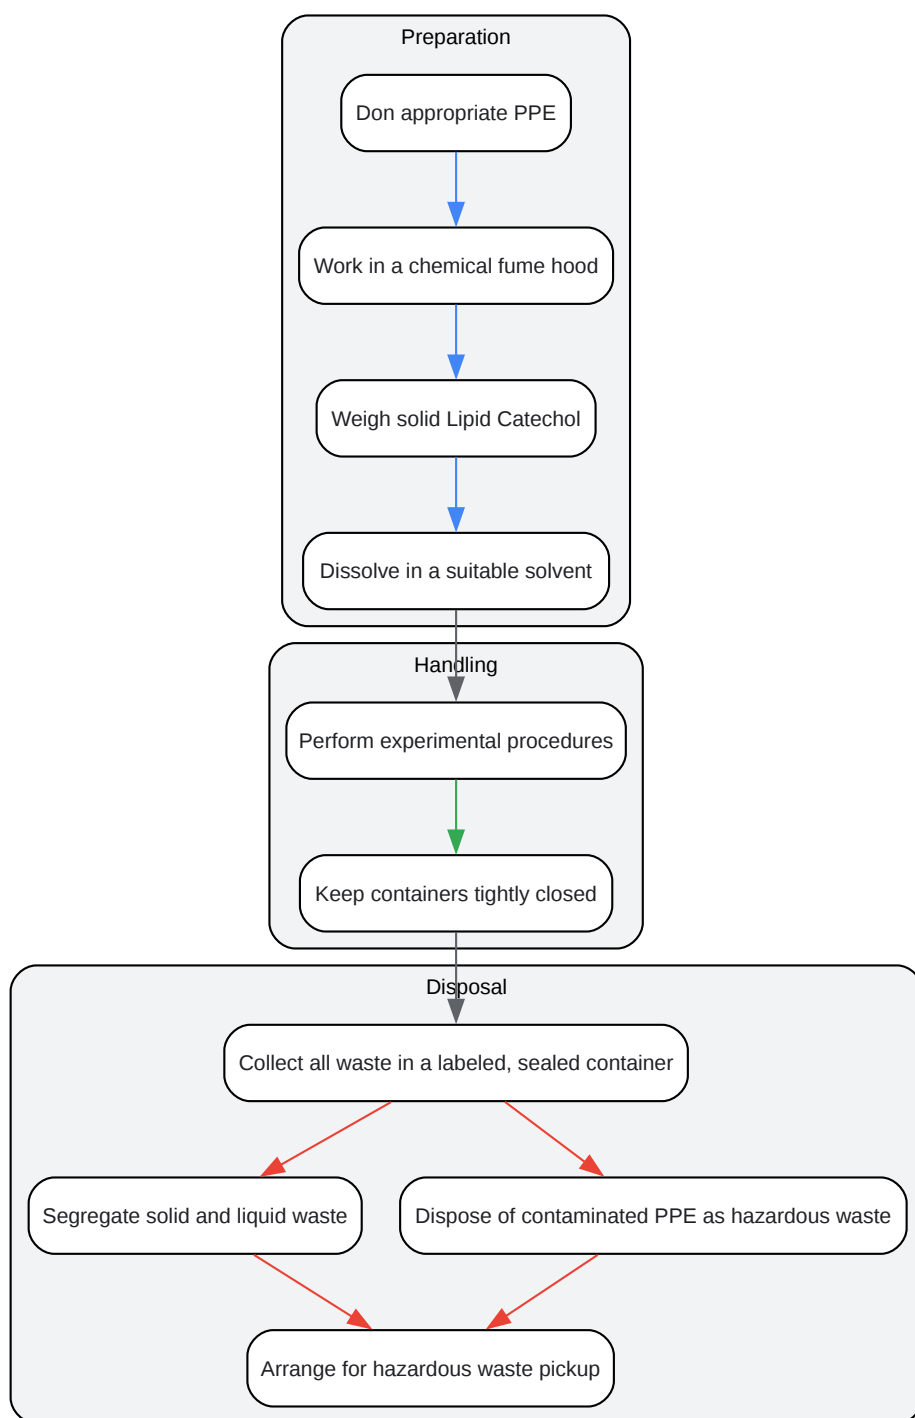 Preparation
Don appropriate PPE
Work in a chemical fume hood
Weigh solid Lipid Catechol
Dissolve in a suitable solvent
Handling
Perform experimental procedures
Keep containers tightly closed
Disposal
Collect all waste in a labeled, sealed container
Segregate solid and liquid waste
Dispose of contaminated PPE as hazardous waste
Arrange for hazardous waste pickup